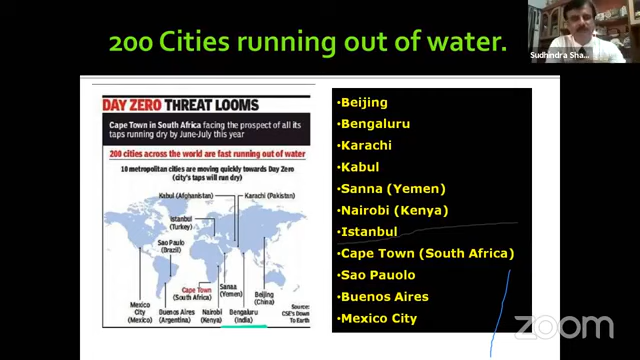 200 Cities running out of water.
Sudhindra Sha...
DAY ZERO THREAT LOOMS
Cape Town in South Africa facing the prospect of all its
taps running dry by June-July this year
200 cities across the world are fast running out of water
10 metropolitan cities are moving quickly towards Day Zero
(city's taps will run dry)
Kabul (Afghanistan)
Karachi (Pakistan)
Istanbul
(Turkey)
Sao Paulo
(Brazil)
Cape Town
(South Africa)
Sanaa
(Yemen)
Beijing
(China)
Mexico
City
(Mexico)
Buenos Aires
(Argentina)
Nairobi
(Kenya)
Bengaluru
(India)
Source:
CSE's Down
To Earth
•Beijing
•Bengaluru
•Karachi
•Kabul
•Sanna (Yemen)
•Nairobi (Kenya)
•Istanbul
•Cape Town (South Africa)
•Sao Pauolo
•Buenos Aires
•Mexico City
zoom